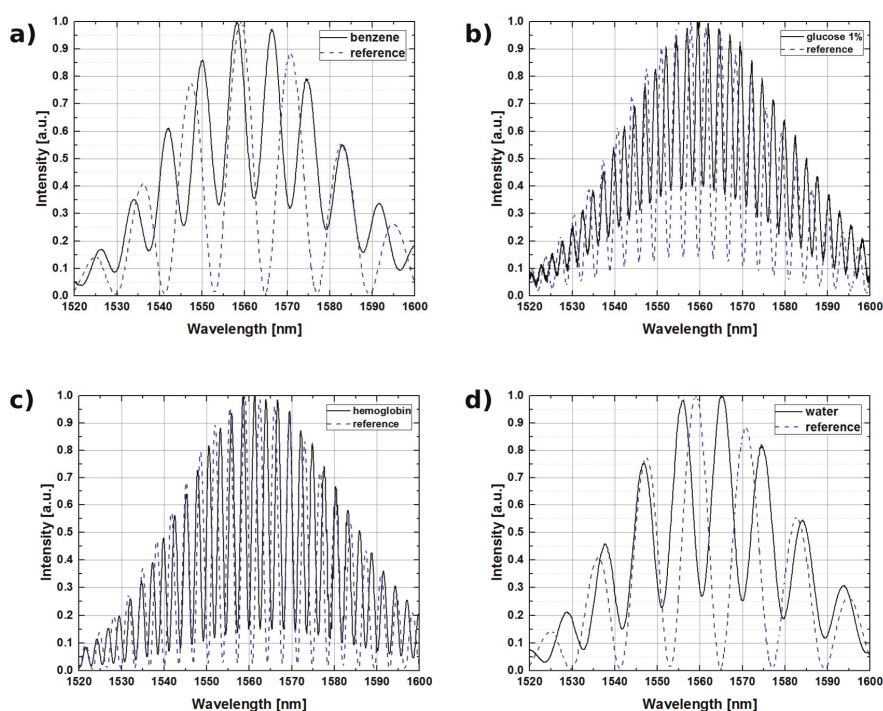 a)
benzene
reference
Intensity [a.u.]
1.0
0.9
0.8
0.7
0.6
0.5
0.4
0.3
0.2
0.1
0.0
1520 1530 1540 1550 1560 1570 1580 1590 1600
Wavelength [nm]
b)
glucose 1%
reference
Intensity [a.u.]
1.0
0.9
0.8
0.7
0.6
0.5
0.4
0.3
0.2
0.1
0.0
1520 1530 1540 1550 1560 1570 1580 1590 1600
Wavelength [nm]
c)
hemoglobin
reference
Intensity [a.u.]
1.0
0.9
0.8
0.7
0.6
0.5
0.4
0.3
0.2
0.1
0.0
1520 1530 1540 1550 1560 1570 1580 1590 1600
Wavelength [nm]
d)
water
reference
Intensity [a.u.]
1.0
0.9
0.8
0.7
0.6
0.5
0.4
0.3
0.2
0.1
0.0
1520 1530 1540 1550 1560 1570 1580 1590 1600
Wavelength [nm]